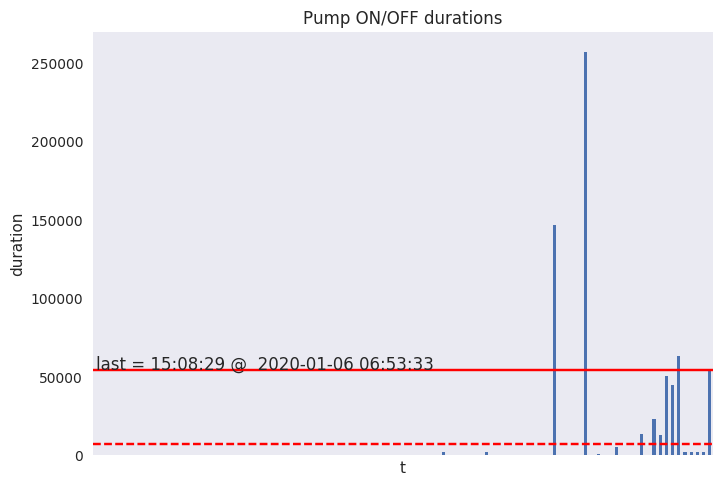 Pump ON/OFF durations
250000
200000
150000
100000
50000
0
duration
last = 15:08:29 @  2020-01-06 06:53:33
t